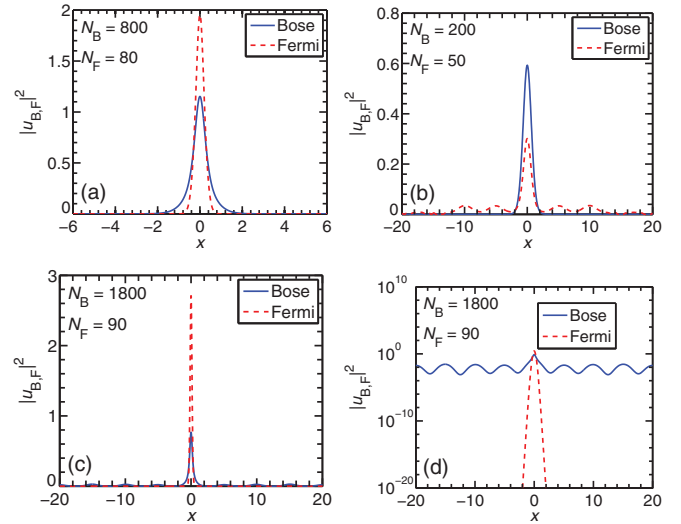 2
1.5
1
0.5
0
N_B = 800
N_F = 80
Bose
Fermi
(a)
|u_B,F|^2
−6 −4 −2 0 2 4 6
x
0.8
0.6
0.4
0.2
0
N_B = 200
N_F = 50
Bose
Fermi
(b)
|u_B,F|^2
−20 −10 0 10 20
x
3
2
1
0
N_B = 1800
N_F = 90
Bose
Fermi
(c)
|u_B,F|^2
−20 −10 0 10 20
x
10^10
10^0
10^−10
10^−20
N_B = 1800
N_F = 90
Bose
Fermi
(d)
|u_B,F|^2
−20 −10 0 10 20
x